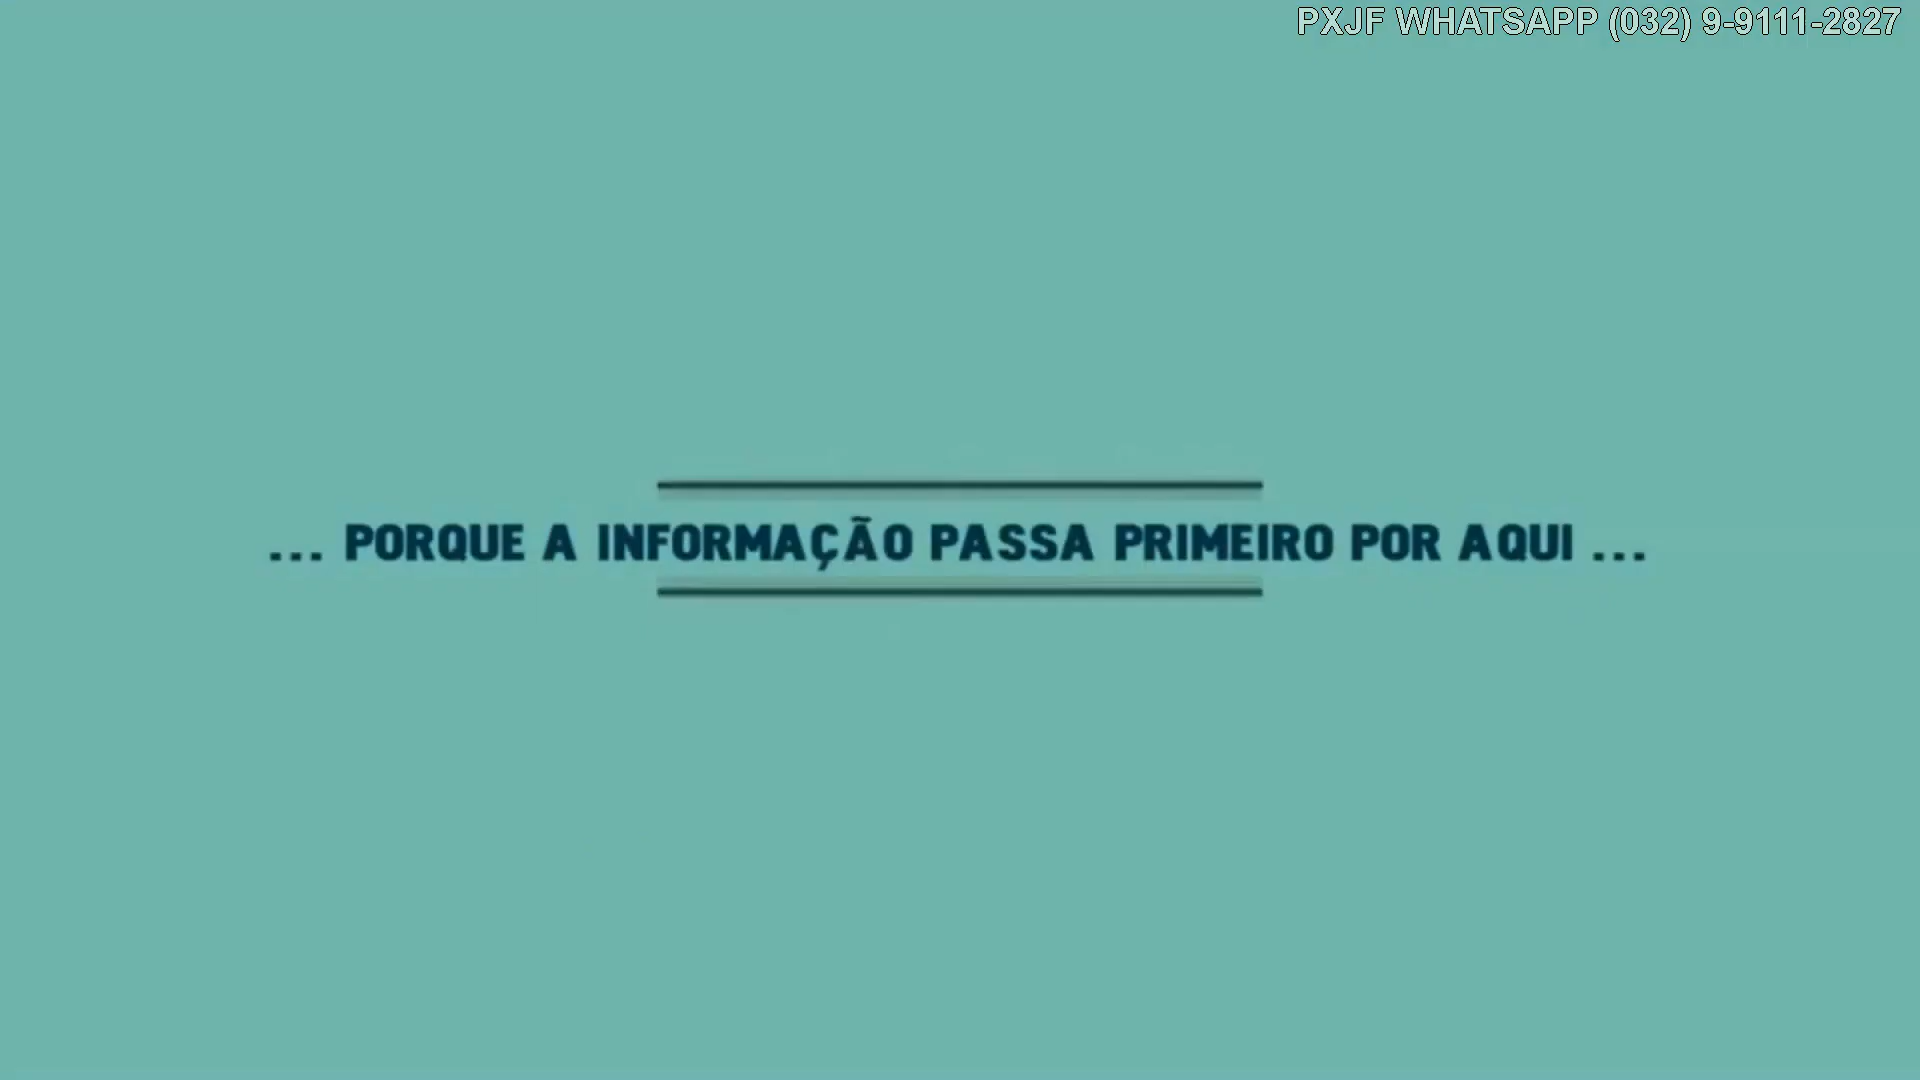 PXJF WHATSAPP (032) 9-9111-2827
... PORQUE A INFORMAÇÃO PASSA PRIMEIRO POR AQUI ...